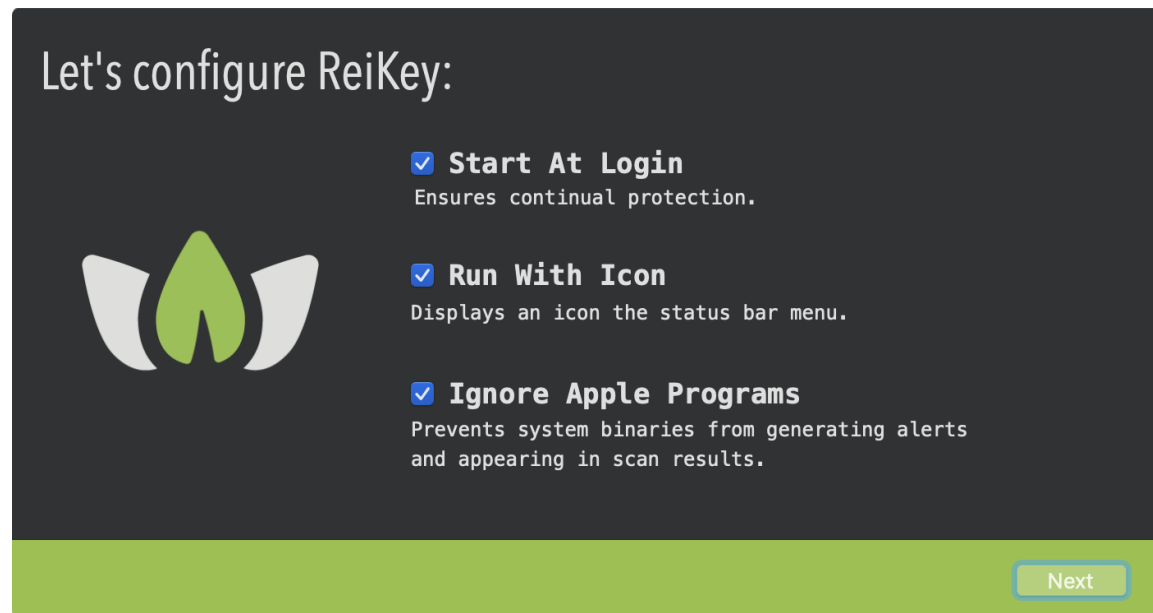 Let's configure ReiKey:
Start At Login
Ensures continual protection.
Run With Icon
Displays an icon the status bar menu.
Ignore Apple Programs
Prevents system binaries from generating alerts
and appearing in scan results.
Next